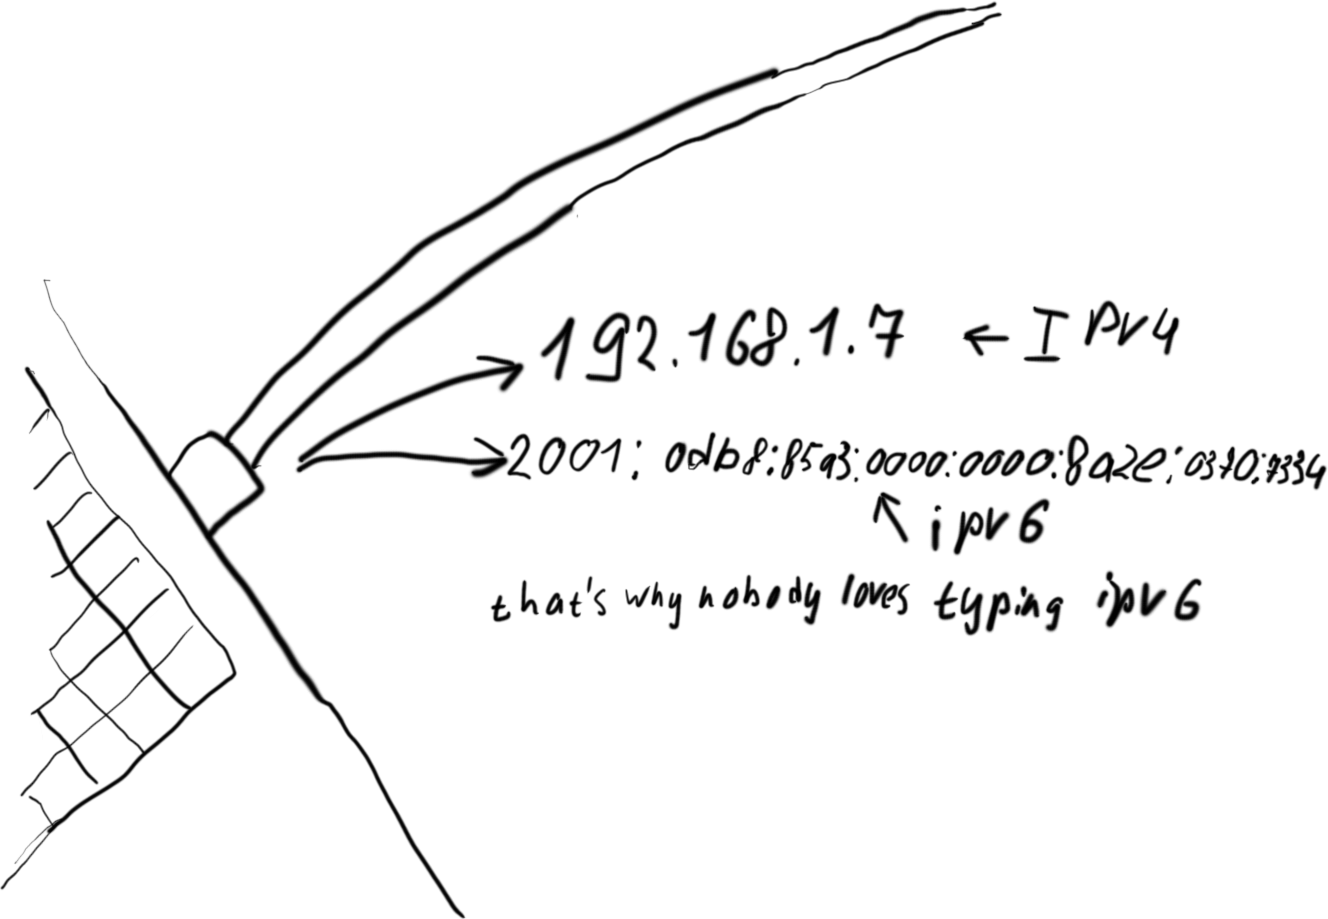 192.168.1.7 ← IPv4
2001:0db8:85a3:0000:0000:8a2e:0370:7334
ipv6
that's why nobody loves typing ipv6